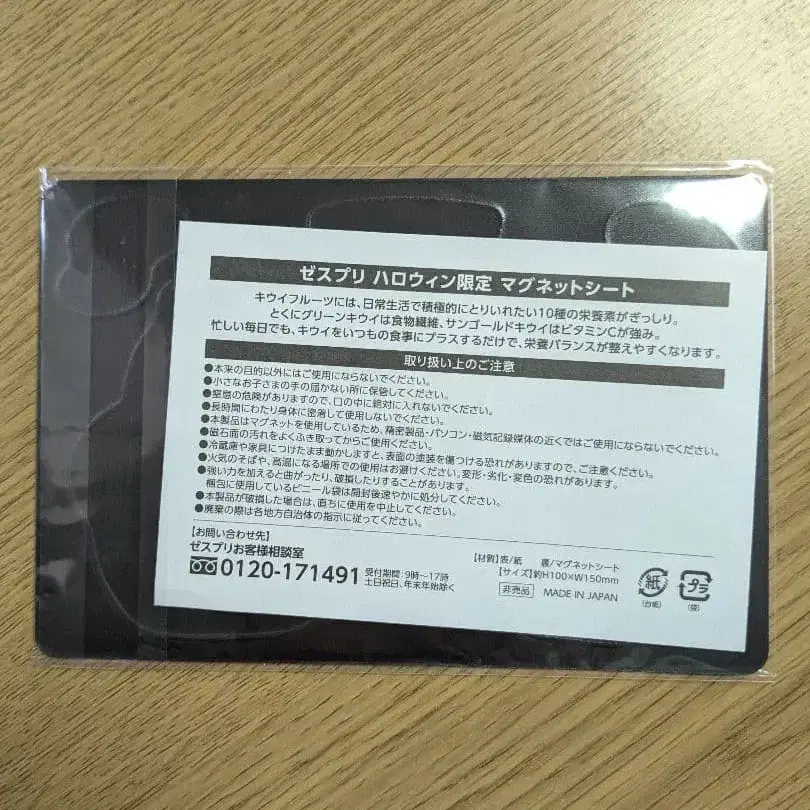 ゼスプリ ハロウィン限定 マグネットシート
キウイフルーツには、日常生活で積極的にとりいれたい10種の栄養素がぎっしり。
とくにグリーンキウイは食物繊維、サンゴールドキウイはビタミンCが強み。
忙しい毎日でも、キウイをいつもの食事にプラスするだけで、栄養バランスが整えやすくなります。
取り扱い上のご注意
●本来の目的以外にはご使用にならないでください。
●小さなお子さまの手の届かない所に保管してください。
●窒息の危険がありますので、口の中に絶対に入れないでください。
●長時間にわたり身体に密着して使用しないでください。
●本製品はマグネットを使用しているため、精密製品・パソコン・磁気記録媒体の近くではご使用にならないでください。
●磁石面の汚れをよくふき取ってからご使用ください。
●冷蔵庫や家具につけたまま動かしますと、表面の塗装を傷つける恐れがありますので、ご注意ください。
●火気のそばや、高温になる場所での使用はお避けください。変形・劣化・変色の恐れがあります。
●強い力を加えると曲がったり、破損したりすることがあります。
梱包に使用しているビニール袋は開封後速やかに処分してください。
●本製品が破損した場合は、直ちに使用を中止してください。
●廃棄の際は各地方自治体の指示に従ってください。
【お問い合わせ先】
ゼスプリお客様相談室
0120-171491 受付期間：9時～17時
土日祝日、年末年始除く
【材質】表/紙 裏/マグネットシート
【サイズ】約H100×W150mm
非売品 MADE IN JAPAN
紙
(台紙)
プラ
(袋)